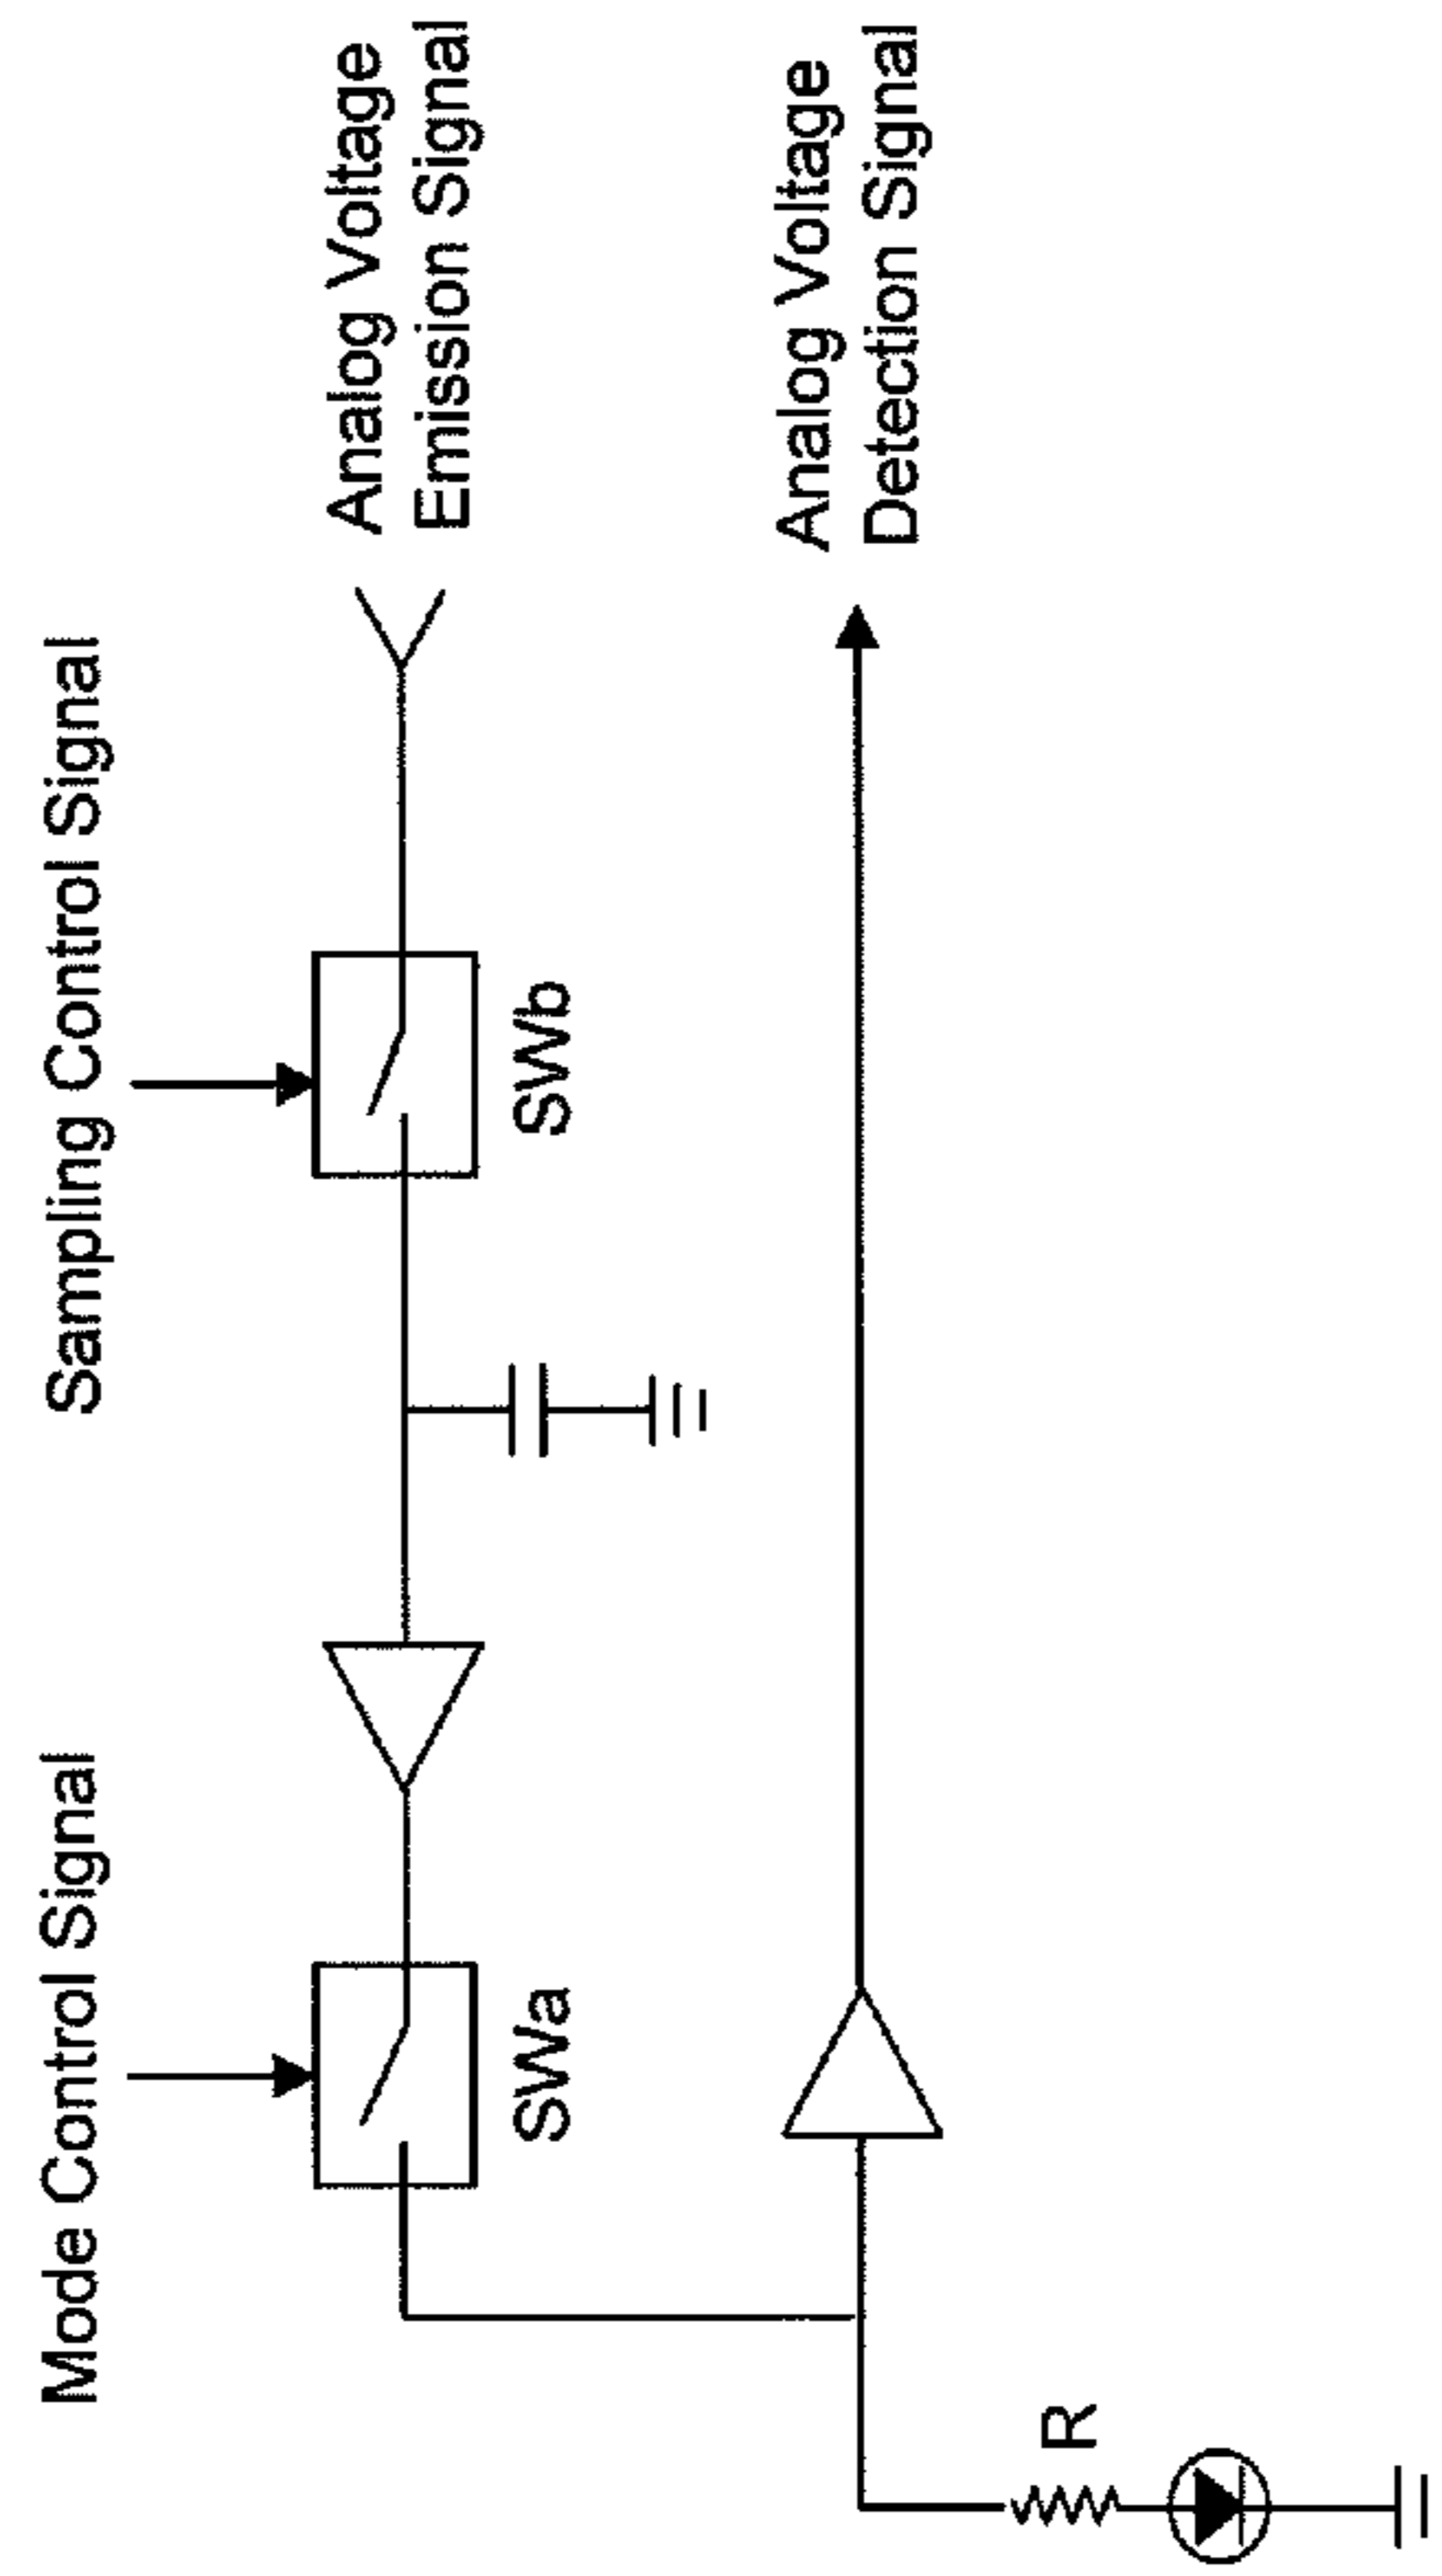 Mode Control Signal
Sampling Control Signal
SWa
SWb
Analog Voltage
Emission Signal
R
Analog Voltage
Detection Signal